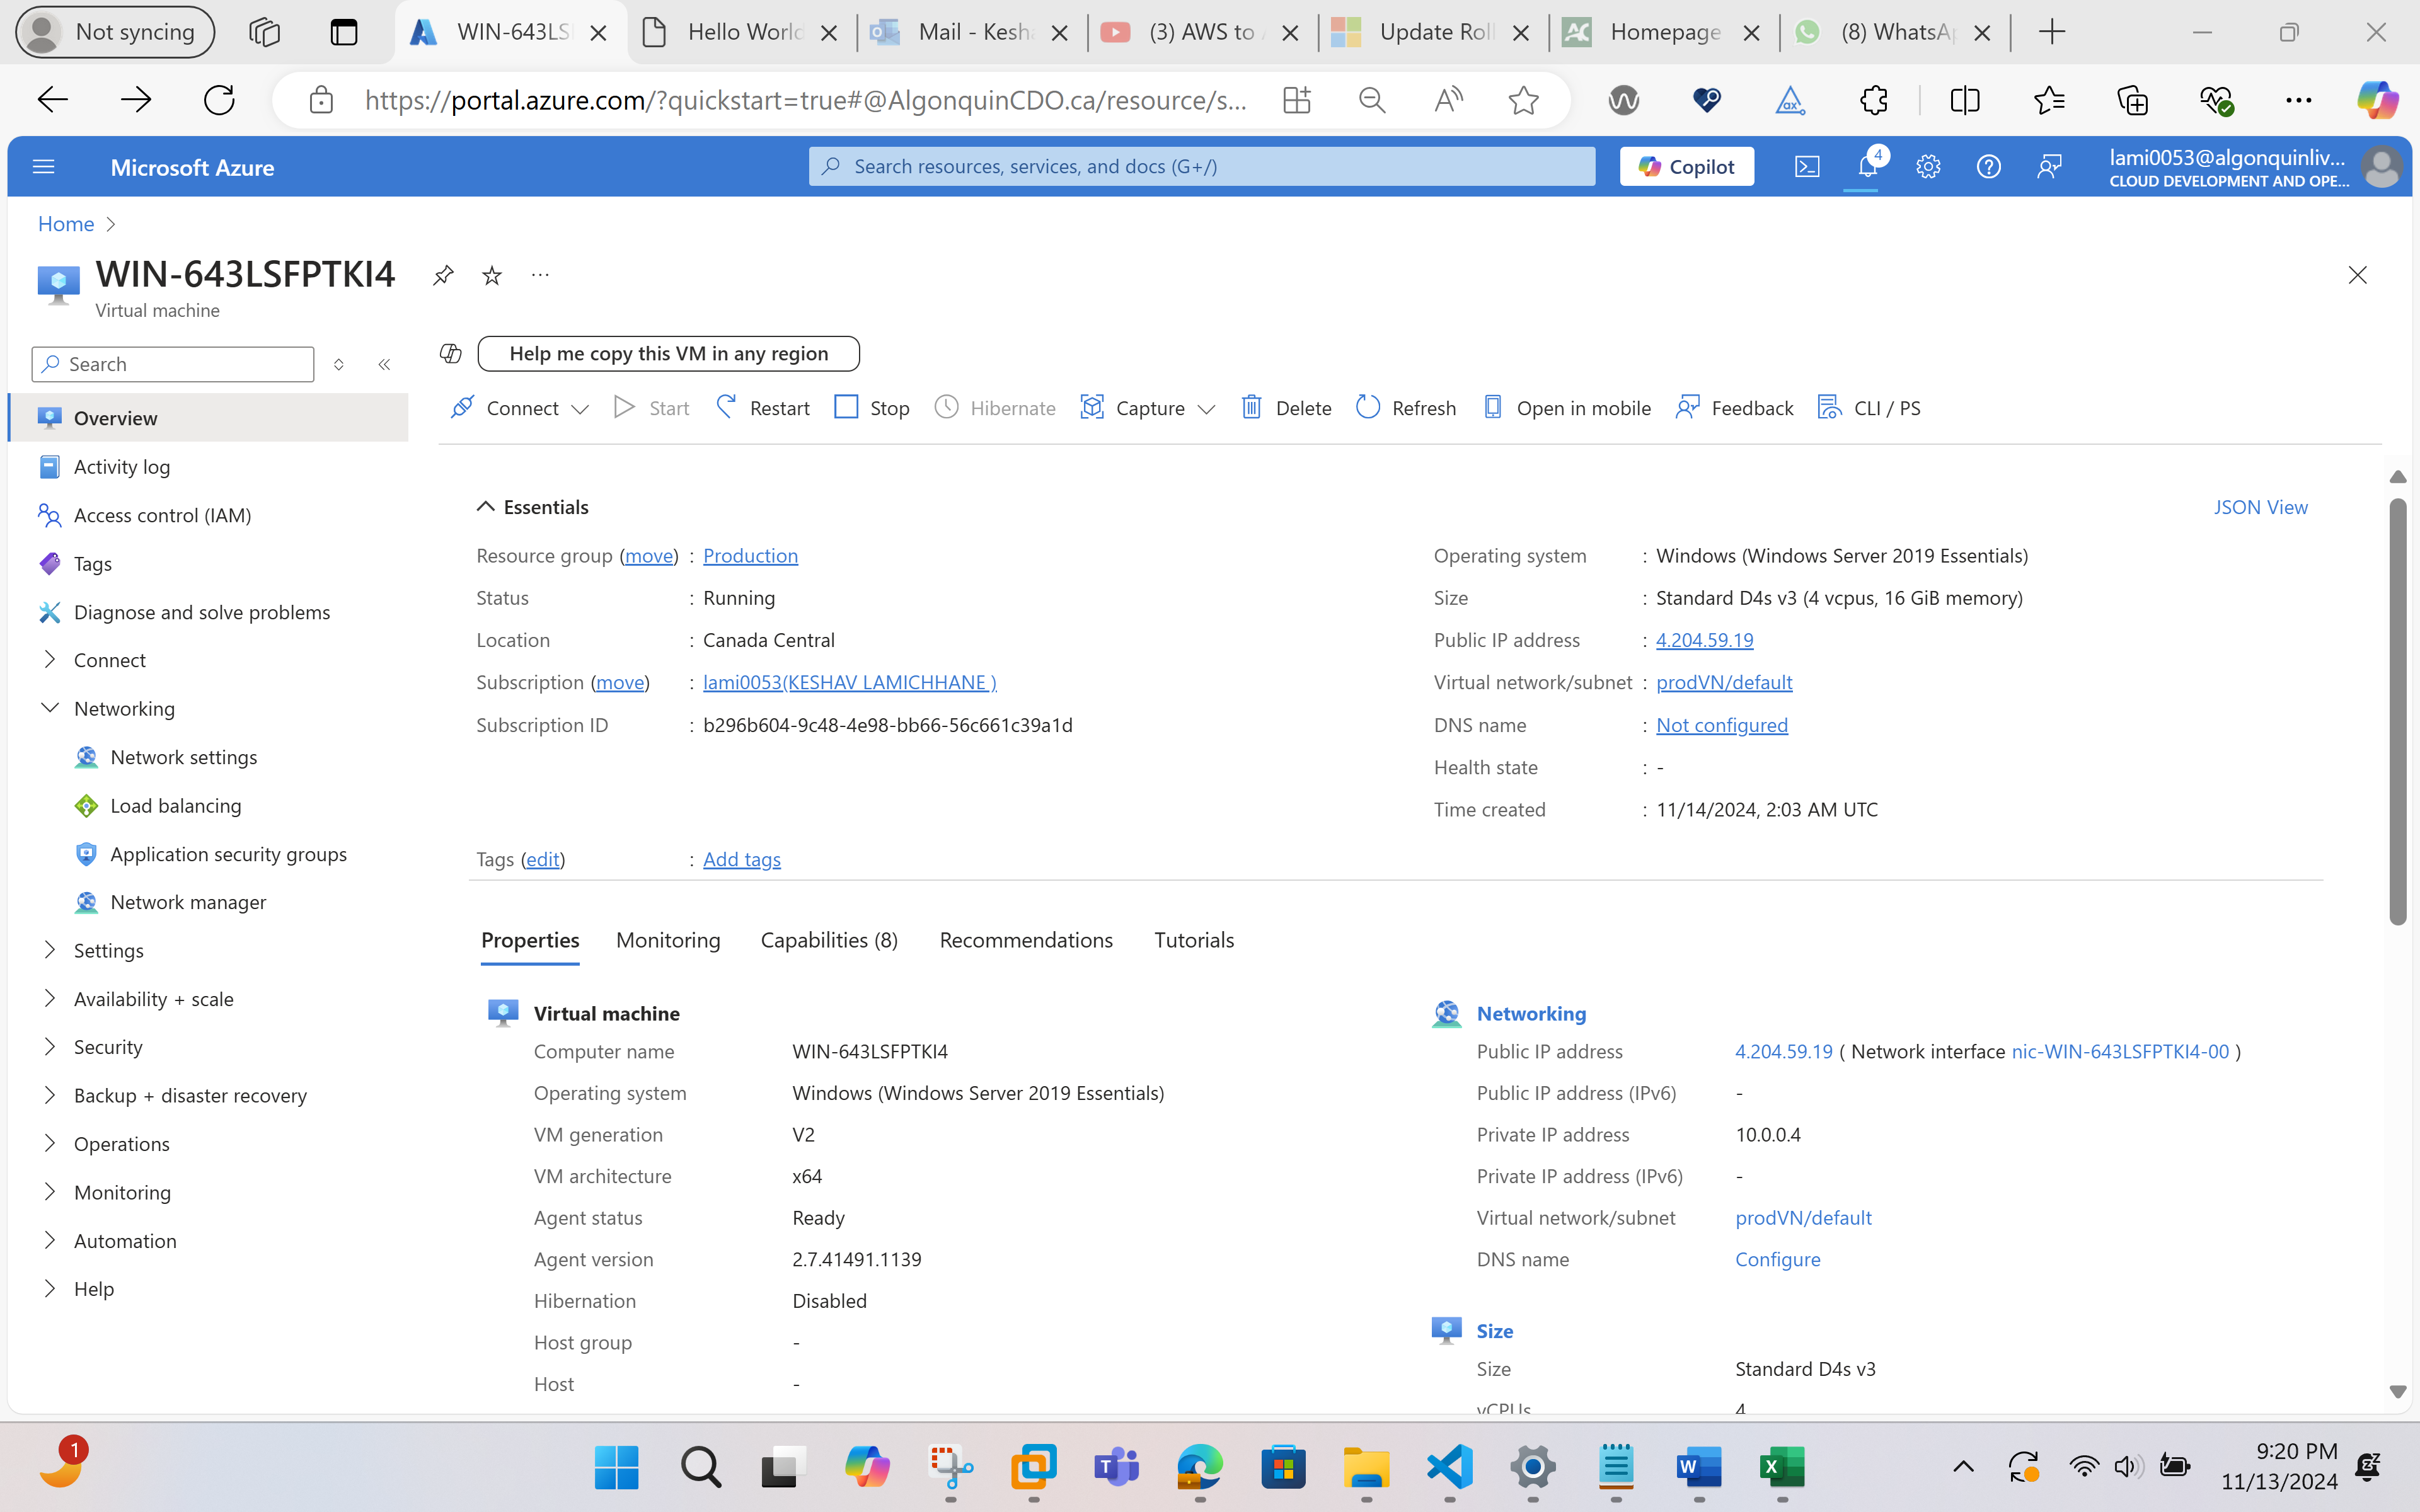 Not syncing
WIN-643LSI
Hello World
Mail - Kesha
(3) AWS to
Update Roll
Homepage
(8) WhatsAp
https://portal.azure.com/?quickstart=true#@AlgonquinCDO.ca/resource/s...
Microsoft Azure
Search resources, services, and docs (G+/)
Copilot
4
lami0053@algonquinliv...
CLOUD DEVELOPMENT AND OPE...
Home
WIN-643LSFPTKI4
Virtual machine
Search
Help me copy this VM in any region
Connect
Start
Restart
Stop
Hibernate
Capture
Delete
Refresh
Open in mobile
Feedback
CLI / PS
Overview
Activity log
Access control (IAM)
Tags
Diagnose and solve problems
Connect
Networking
Network settings
Load balancing
Application security groups
Network manager
Settings
Availability + scale
Security
Backup + disaster recovery
Operations
Monitoring
Automation
Help
Essentials
JSON View
Resource group (move) : Production
Status : Running
Location : Canada Central
Subscription (move) : lami0053(KESHAV LAMICHHANE )
Subscription ID : b296b604-9c48-4e98-bb66-56c661c39a1d
Operating system : Windows (Windows Server 2019 Essentials)
Size : Standard D4s v3 (4 vcpus, 16 GiB memory)
Public IP address : 4.204.59.19
Virtual network/subnet : prodVN/default
DNS name : Not configured
Health state : -
Time created : 11/14/2024, 2:03 AM UTC
Tags (edit) : Add tags
Properties
Monitoring
Capabilities (8)
Recommendations
Tutorials
Virtual machine
Computer name WIN-643LSFPTKI4
Operating system Windows (Windows Server 2019 Essentials)
VM generation V2
VM architecture x64
Agent status Ready
Agent version 2.7.41491.1139
Hibernation Disabled
Host group -
Host -
Networking
Public IP address 4.204.59.19 ( Network interface nic-WIN-643LSFPTKI4-00 )
Public IP address (IPv6) -
Private IP address 10.0.0.4
Private IP address (IPv6) -
Virtual network/subnet prodVN/default
DNS name Configure
Size
Size Standard D4s v3
vCPUs 4
1
9:20 PM
11/13/2024